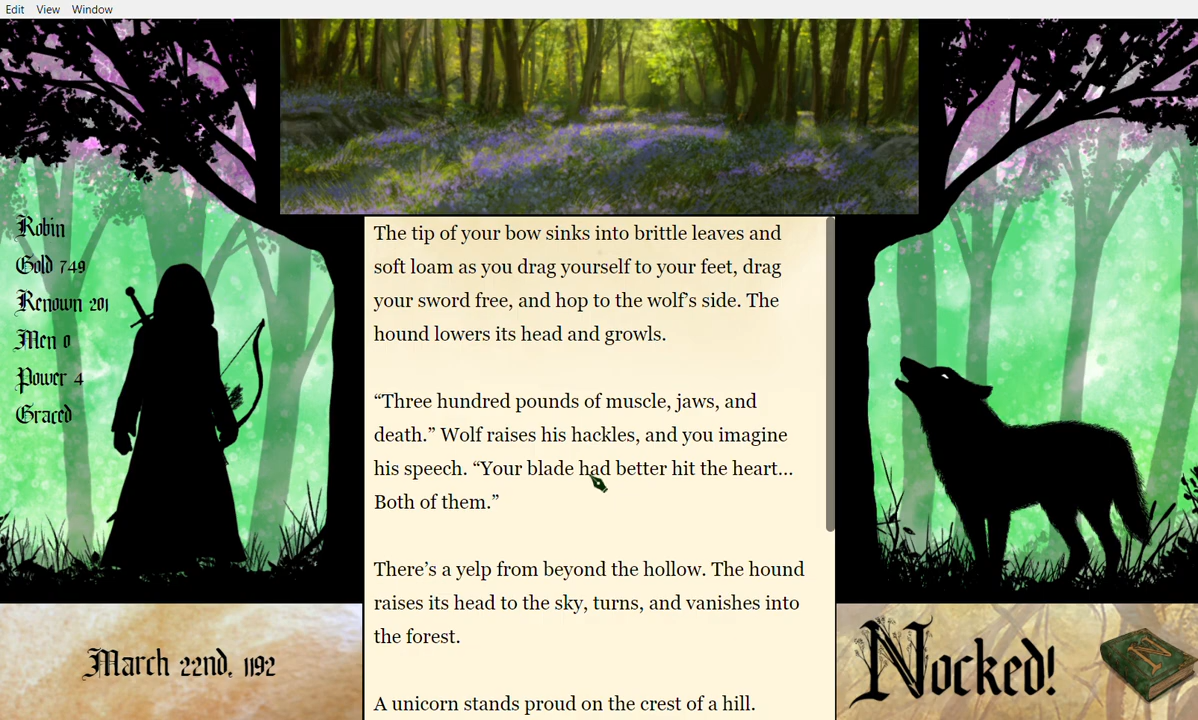 Edit View Window
Robin
Gold 749
Renown 201
Men 0
Power 4
Graced
The tip of your bow sinks into brittle leaves and
soft loam as you drag yourself to your feet, drag
your sword free, and hop to the wolf’s side. The
hound lowers its head and growls.
“Three hundred pounds of muscle, jaws, and
death.” Wolf raises his hackles, and you imagine
his speech. “Your blade had better hit the heart...
Both of them.”
There’s a yelp from beyond the hollow. The hound
raises its head to the sky, turns, and vanishes into
the forest.
A unicorn stands proud on the crest of a hill.
March 22nd, 1192
Nocked!
N